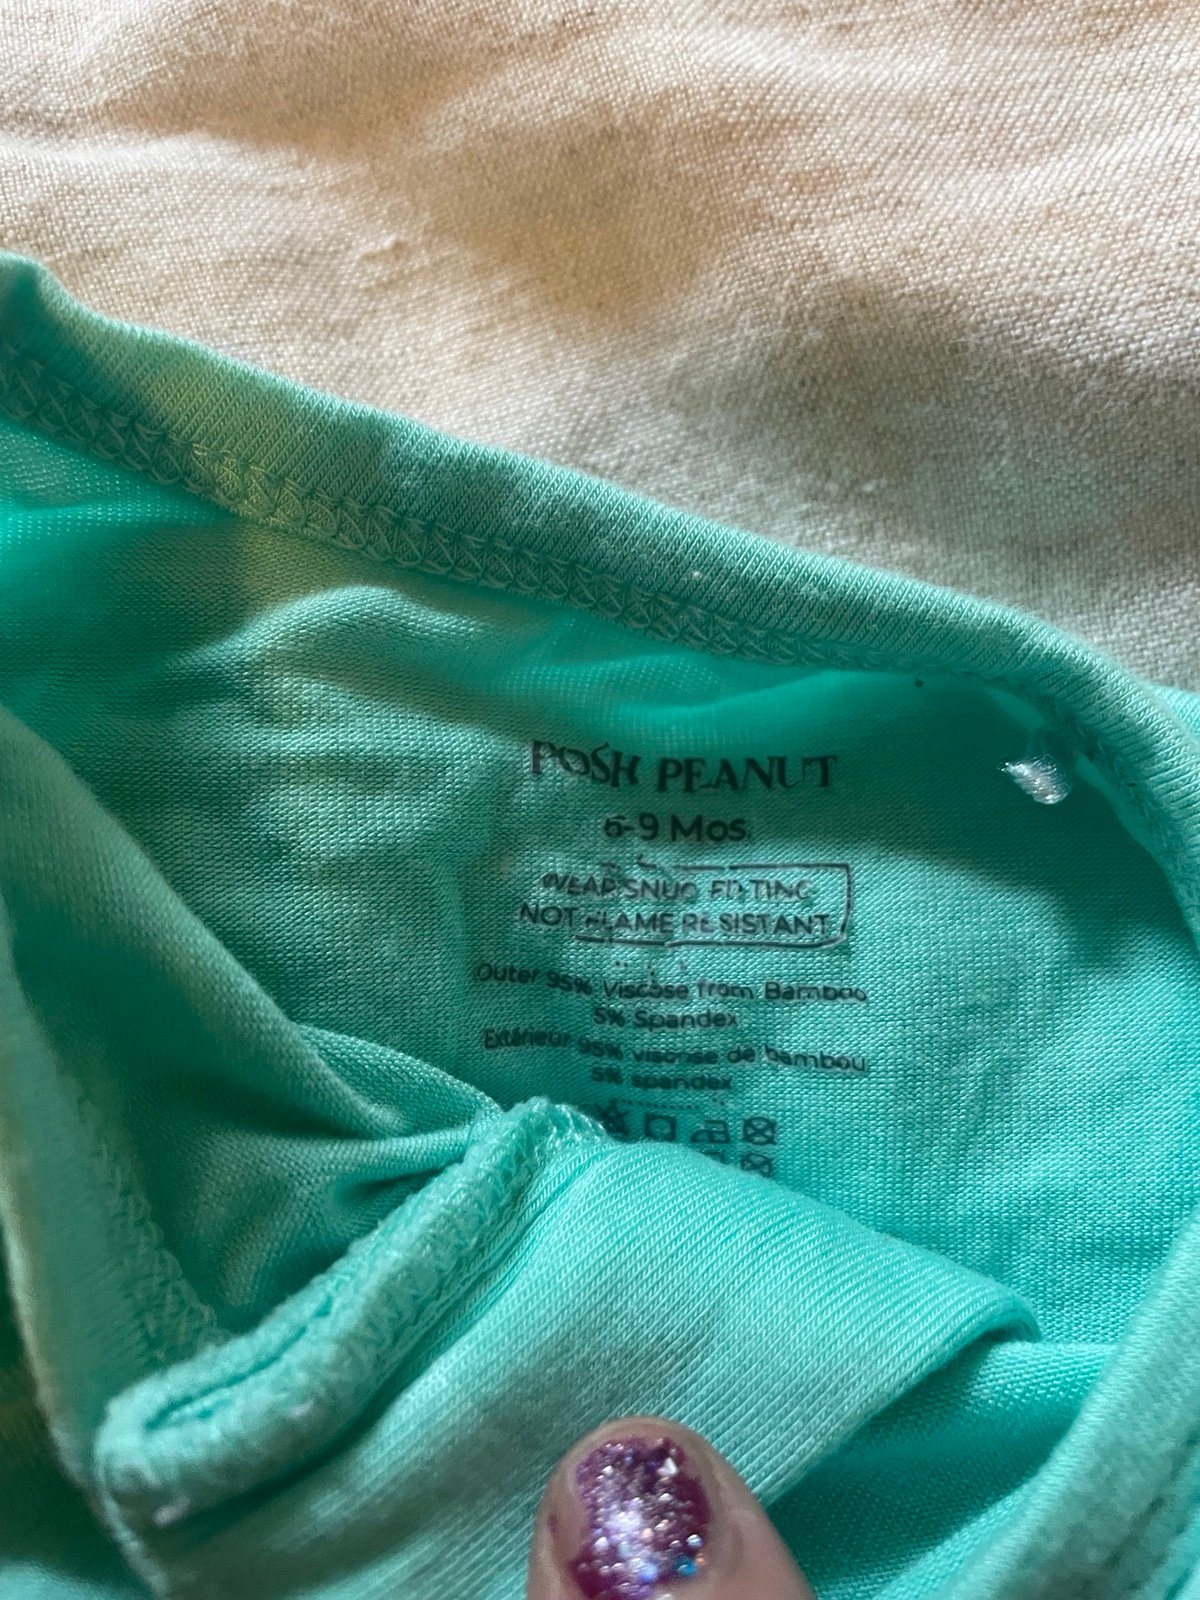 POSH PEANUT
6-9 Mos.
WEAR SNUG FITTING
NOT FLAME RESISTANT
Outer 95% Viscose from Bamboo
5% Spandex
Extérieur 95% viscose de bambou
5% spandex